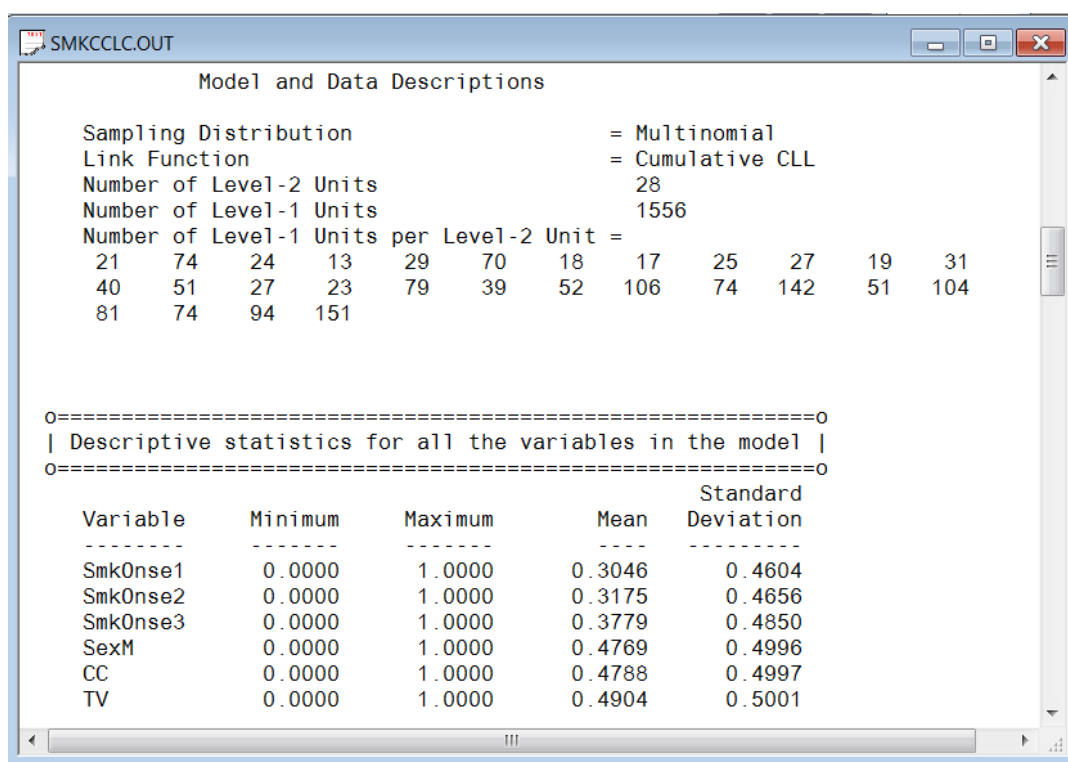 SMKCCLC.OUT
Model and Data Descriptions
Sampling Distribution = Multinomial
Link Function = Cumulative CLL
Number of Level-2 Units 28
Number of Level-1 Units 1556
Number of Level-1 Units per Level-2 Unit =
21 74 24 13 29 70 18 17 25 27 19 31
40 51 27 23 79 39 52 106 74 142 51 104
81 74 94 151
o==========================================================o
| Descriptive statistics for all the variables in the model |
o==========================================================o
Standard
Variable Minimum Maximum Mean Deviation
-------- ------- ------- ---- ---------
SmkOnse1 0.0000 1.0000 0.3046 0.4604
SmkOnse2 0.0000 1.0000 0.3175 0.4656
SmkOnse3 0.0000 1.0000 0.3779 0.4850
SexM 0.0000 1.0000 0.4769 0.4996
CC 0.0000 1.0000 0.4788 0.4997
TV 0.0000 1.0000 0.4904 0.5001